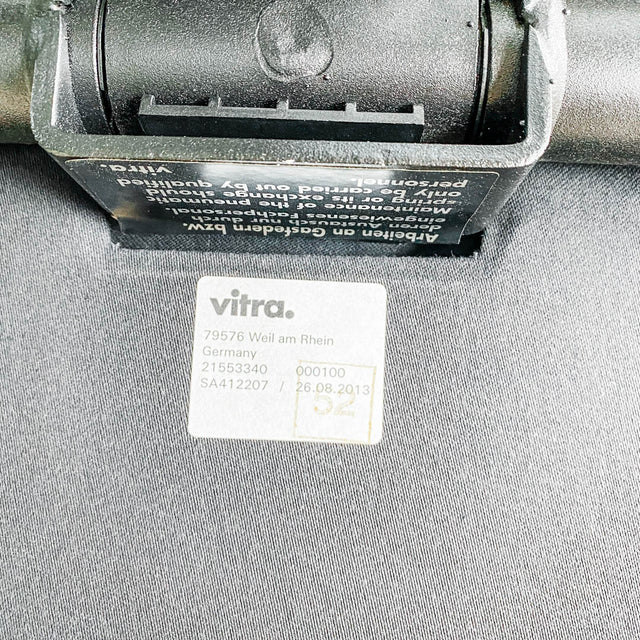 vitra.
Arbeiten an Gasfedern bzw.
deren Austausch nur durch
Fachpersonal.
Maintenance of the pneumatic
spring or its exchange should
only be carried out by qualified
personnel.
vitra.
79576 Weil am Rhein
Germany
21553340 000100
SA412207 / 26.08.2013
52